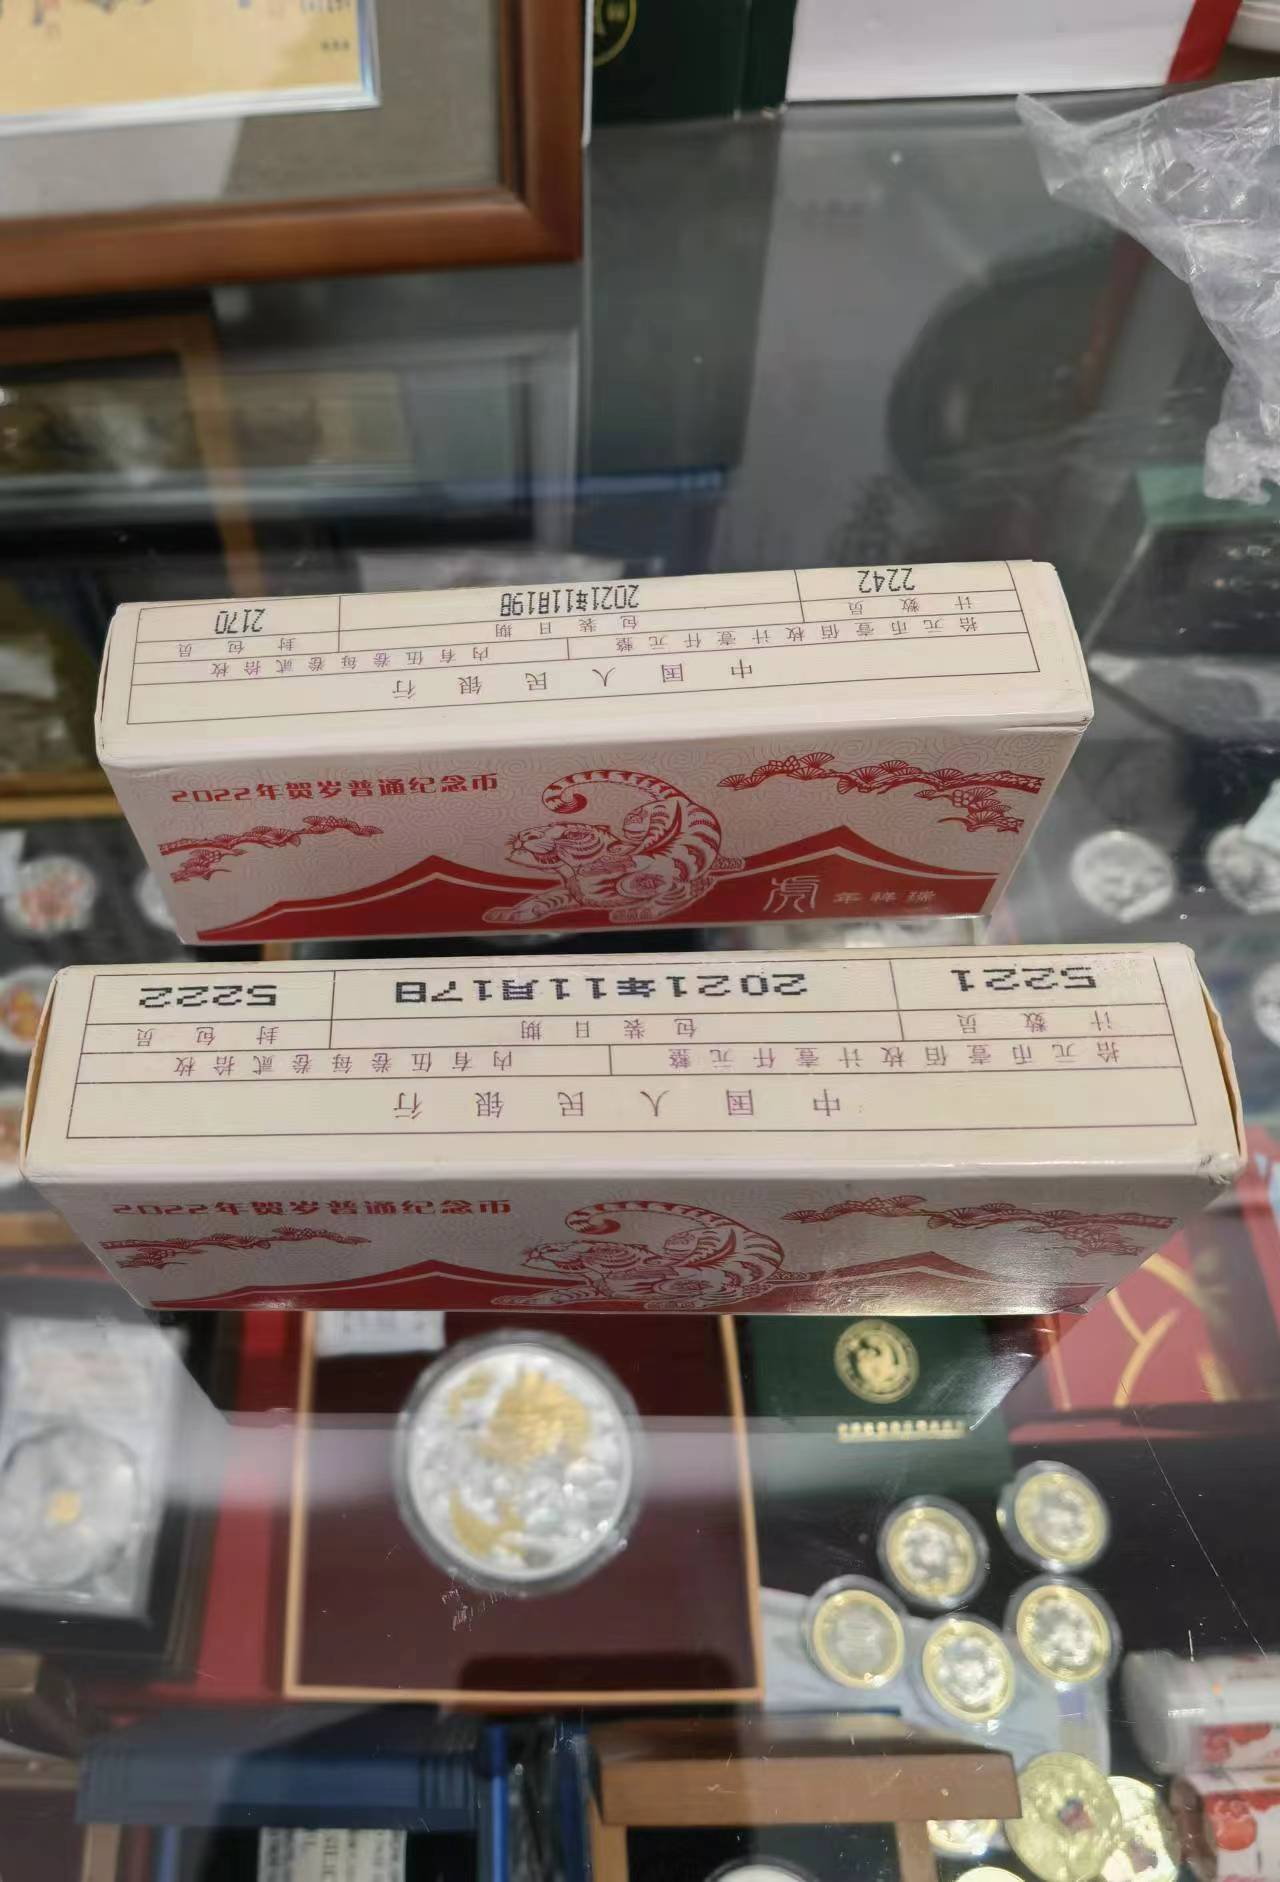 中国人民银行
拾元币壹佰枚计壹仟元整 内有伍卷每卷贰拾枚
计数员 包装日期 封包员
2242 2021年11月19日 2170
2022年贺岁普通纪念币
虎年祥瑞
中国人民银行
拾元币壹佰枚计壹仟元整 内有伍卷每卷贰拾枚
计数员 包装日期 封包员
5221 2021年11月17日 5222
2022年贺岁普通纪念币